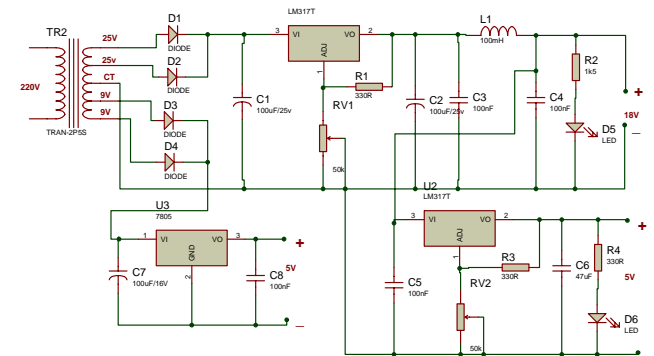 TR2
25V
25v
CT
9V
9V
220V
TRAN-2P5S
D1
DIODE
D2
DIODE
D3
DIODE
D4
DIODE
C1
100uF/25v
LM317T
3
VI
VO
2
ADJ
1
R1
330R
RV1
50k
C2
100uF/25v
C3
100nF
L1
100mH
C4
100nF
R2
1k5
D5
LED
+
18V
–
U3
7805
1
VI
VO
3
GND
2
C7
100uF/16V
C8
100nF
+
5V
–
U2
LM317T
3
VI
VO
2
ADJ
1
C5
100nF
R3
330R
RV2
50k
C6
47uF
R4
330R
D6
LED
+
5V
–